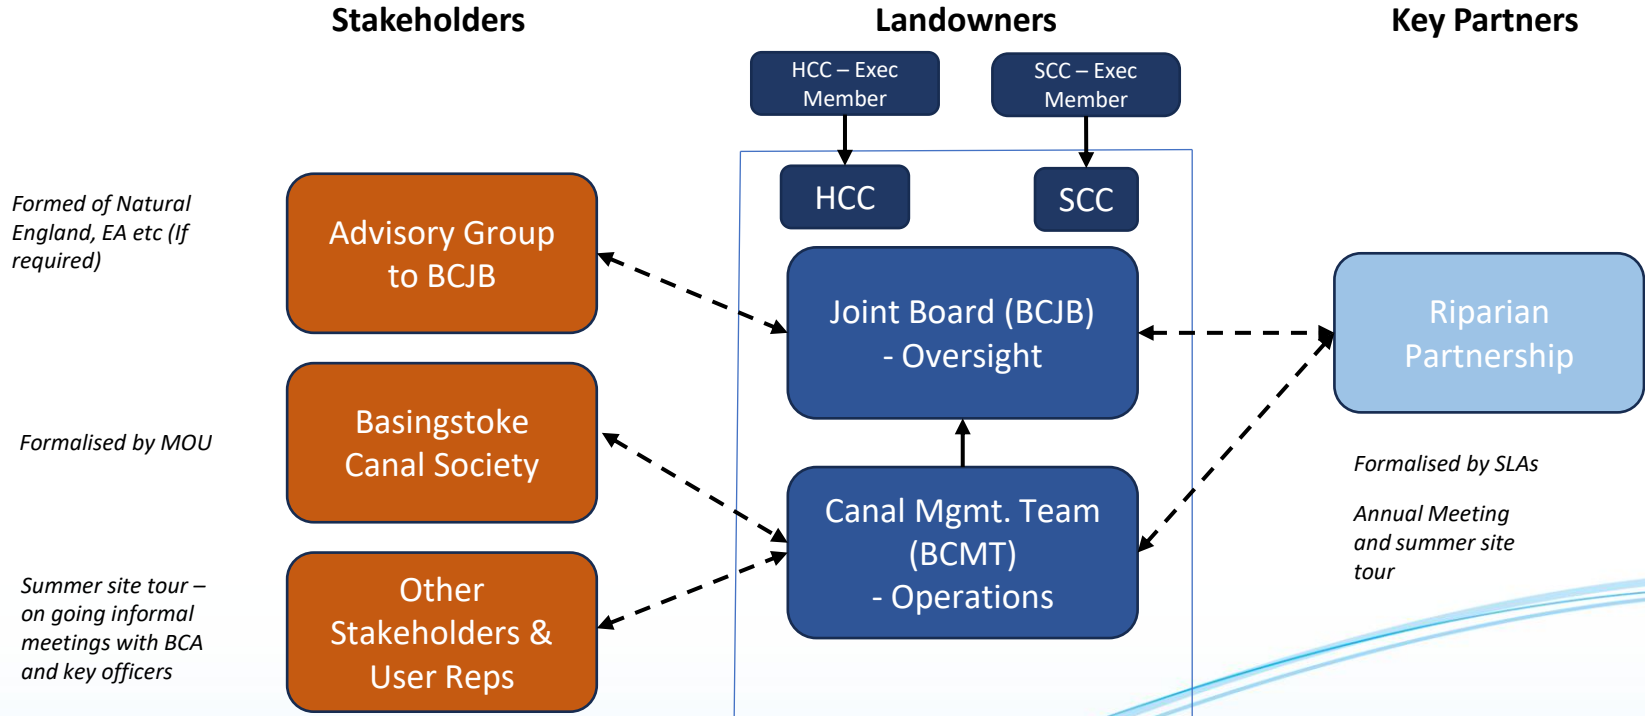 Stakeholders
Landowners
Key Partners
HCC – Exec
Member
SCC – Exec
Member
HCC
SCC
Formed of Natural
England, EA etc (If
required)
Advisory Group
to BCJB
Joint Board (BCJB)
- Oversight
Riparian
Partnership
Formalised by MOU
Basingstoke
Canal Society
Formalised by SLAs
Annual Meeting
and summer site
tour
Canal Mgmt. Team
(BCMT)
- Operations
Summer site tour –
on going informal
meetings with BCA
and key officers
Other
Stakeholders &
User Reps